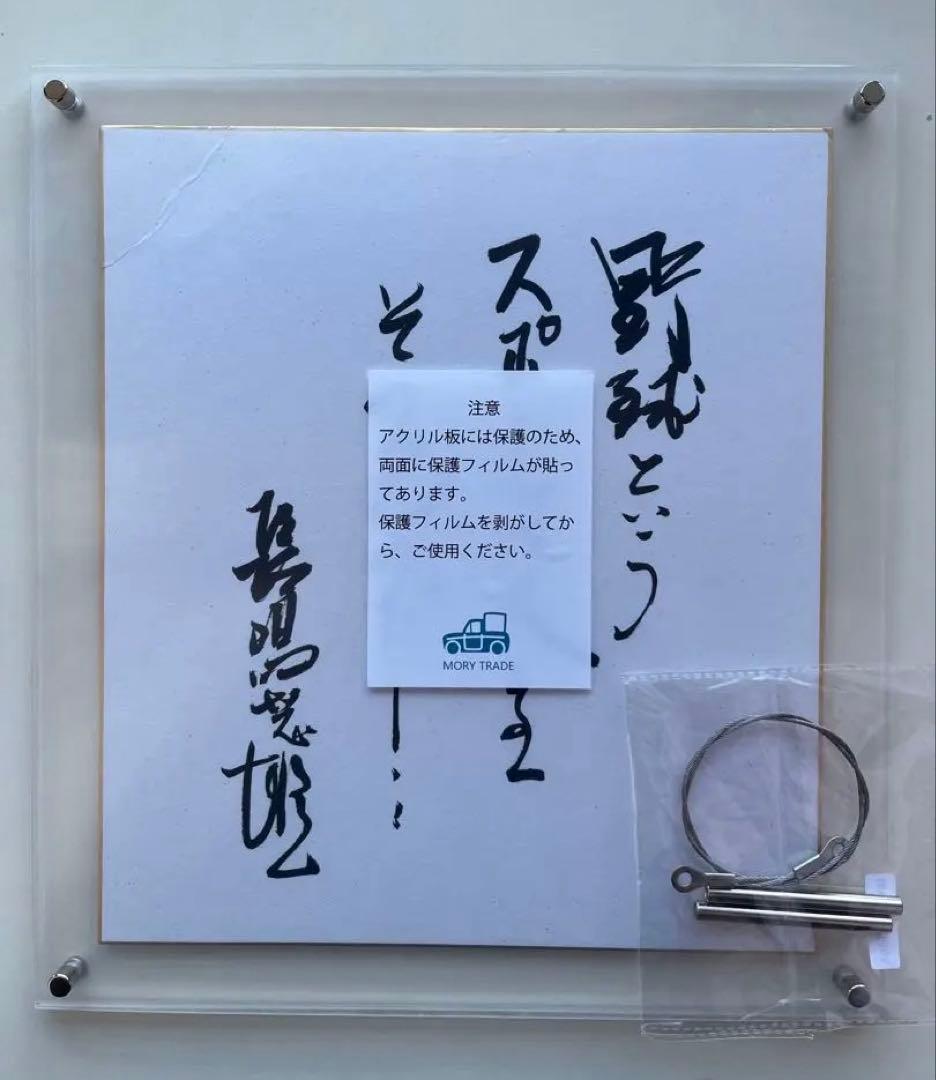 野球という
スポ 生
そ
長嶋茂雄
注意
アクリル板には保護のため、
両面に保護フィルムが貼っ
てあります。
保護フィルムを剥がしてか
ら、ご使用ください。
MORY TRADE